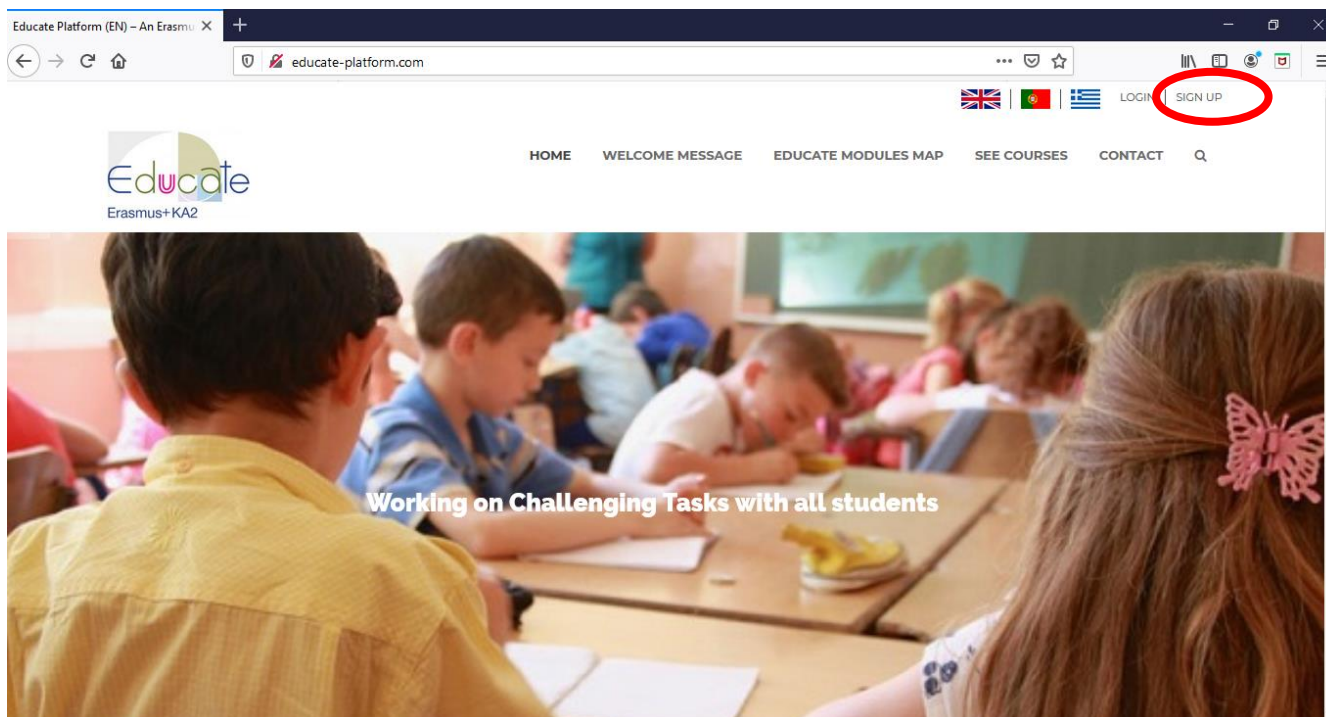 Educate Platform (EN) – An Erasmu
educate-platform.com
LOGIN | SIGN UP
Educate
Erasmus+KA2
HOME WELCOME MESSAGE EDUCATE MODULES MAP SEE COURSES CONTACT
Working on Challenging Tasks with all students